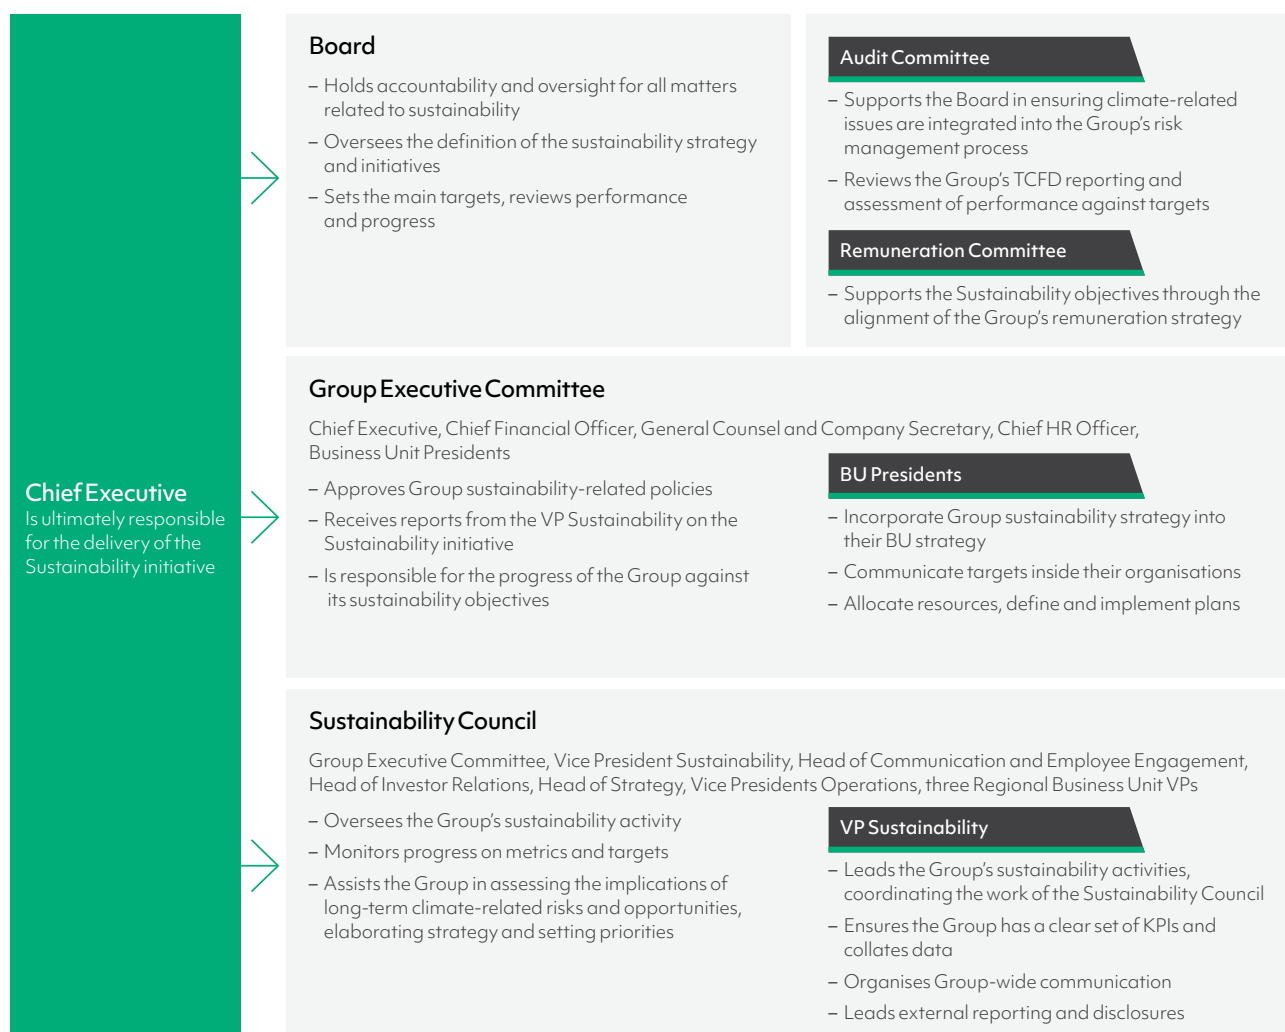 Chief Executive
Is ultimately responsible
for the delivery of the
Sustainability initiative
Board
– Holds accountability and oversight for all matters
related to sustainability
– Oversees the definition of the sustainability strategy
and initiatives
– Sets the main targets, reviews performance
and progress
Audit Committee
– Supports the Board in ensuring climate-related
issues are integrated into the Group's risk
management process
– Reviews the Group's TCFD reporting and
assessment of performance against targets
Remuneration Committee
– Supports the Sustainability objectives through the
alignment of the Group's remuneration strategy
Group Executive Committee
Chief Executive, Chief Financial Officer, General Counsel and Company Secretary, Chief HR Officer,
Business Unit Presidents
– Approves Group sustainability-related policies
– Receives reports from the VP Sustainability on the
Sustainability initiative
– Is responsible for the progress of the Group against
its sustainability objectives
BU Presidents
– Incorporate Group sustainability strategy into
their BU strategy
– Communicate targets inside their organisations
– Allocate resources, define and implement plans
Sustainability Council
Group Executive Committee, Vice President Sustainability, Head of Communication and Employee Engagement,
Head of Investor Relations, Head of Strategy, Vice Presidents Operations, three Regional Business Unit VPs
– Oversees the Group's sustainability activity
– Monitors progress on metrics and targets
– Assists the Group in assessing the implications of
long-term climate-related risks and opportunities,
elaborating strategy and setting priorities
VP Sustainability
– Leads the Group's sustainability activities,
coordinating the work of the Sustainability Council
– Ensures the Group has a clear set of KPIs and
collates data
– Organises Group-wide communication
– Leads external reporting and disclosures